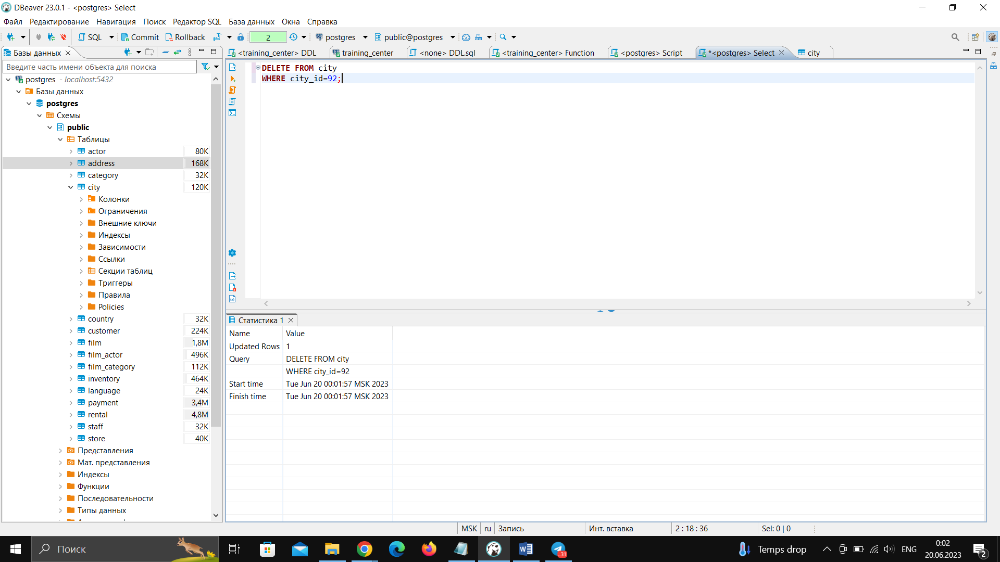 DBeaver 23.0.1 - <postgres> Select
Файл Редактирование Навигация Поиск Редактор SQL База данных Окна Справка
SQL Commit Rollback 2 postgres public@postgres
Базы данных
<training_center> DDL training_center <none> DDL.sql <training_center> Function <postgres> Script *<postgres> Select city
Введите часть имени объекта для поиска
postgres - localhost:5432
Базы данных
postgres
Схемы
public
Таблицы
actor 80K
address 168K
category 32K
city 120K
Колонки
Ограничения
Внешние ключи
Индексы
Зависимости
Ссылки
Секции таблиц
Триггеры
Правила
Policies
country 32K
customer 224K
film 1,8M
film_actor 496K
film_category 112K
inventory 464K
language 24K
payment 3,4M
rental 4,8M
staff 32K
store 40K
Представления
Мат. представления
Индексы
Функции
Последовательности
Типы данных
DELETE FROM city
WHERE city_id=92;
Статистика 1
Name Value
Updated Rows 1
Query DELETE FROM city
WHERE city_id=92
Start time Tue Jun 20 00:01:57 MSK 2023
Finish time Tue Jun 20 00:01:57 MSK 2023
MSK ru Запись Инт. вставка 2 : 18 : 36 Sel: 0 | 0
Поиск
..31
Temps drop
ENG
0:02
20.06.2023
2